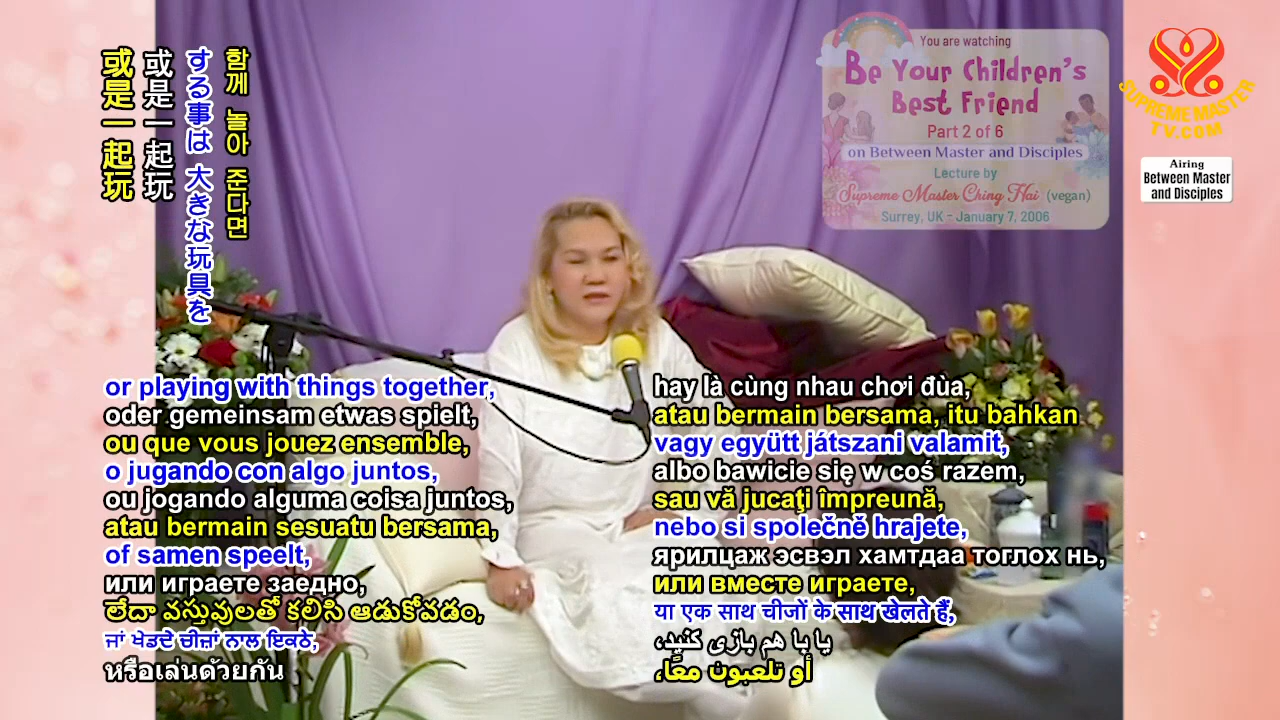 함께 놀아 준다면
する事は 大きな玩具を
或是一起玩
或是一起玩
You are watching
Be Your Children's
Best Friend
Part 2 of 6
on Between Master and Disciples
Lecture by
Supreme Master Ching Hai (vegan)
Surrey, UK - January 7, 2006
SUPREME MASTER
TV.COM
Airing
Between Master
and Disciples
or playing with things together,
oder gemeinsam etwas spielt,
ou que vous jouez ensemble,
o jugando con algo juntos,
ou jogando alguma coisa juntos,
atau bermain sesuatu bersama,
of samen speelt,
или играете заедно,
లేదా వస్తువులతో కలిసి ఆడుకోవడం,
ਜਾਂ ਖੇਡਦੇ ਚੀਜ਼ਾਂ ਨਾਲ ਇਕਠੇ,
หรือเล่นด้วยกัน
hay là cùng nhau chơi đùa,
atau bermain bersama, itu bahkan
vagy együtt játszani valamit,
albo bawicie się w coś razem,
sau vă jucaţi împreună,
nebo si společně hrajete,
ярилцаж эсвэл хамтдаа тоглох нь,
или вместе играете,
या एक साथ चीजों के साथ खेलते हैं,
یا با هم بازی کنید،
أو تلعبون معًا،